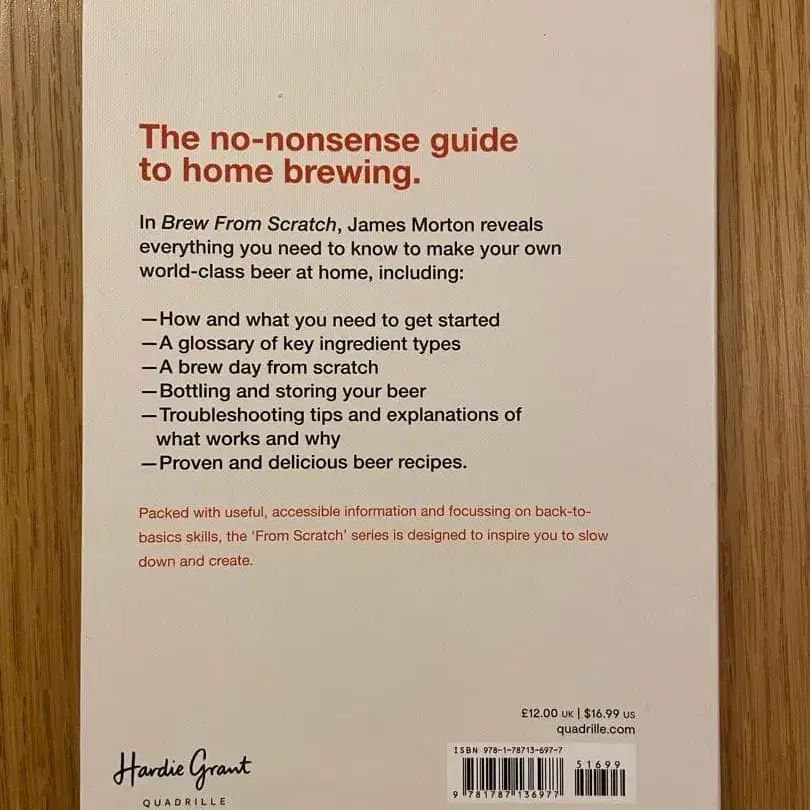 The no-nonsense guide
to home brewing.
In Brew From Scratch, James Morton reveals
everything you need to know to make your own
world-class beer at home, including:
—How and what you need to get started
—A glossary of key ingredient types
—A brew day from scratch
—Bottling and storing your beer
—Troubleshooting tips and explanations of
what works and why
—Proven and delicious beer recipes.
Packed with useful, accessible information and focussing on back-to-
basics skills, the ‘From Scratch’ series is designed to inspire you to slow
down and create.
£12.00 UK | $16.99 US
quadrille.com
ISBN 978-1-78713-697-7
51699
9 781787 136977
Hardie Grant
QUADRILLE